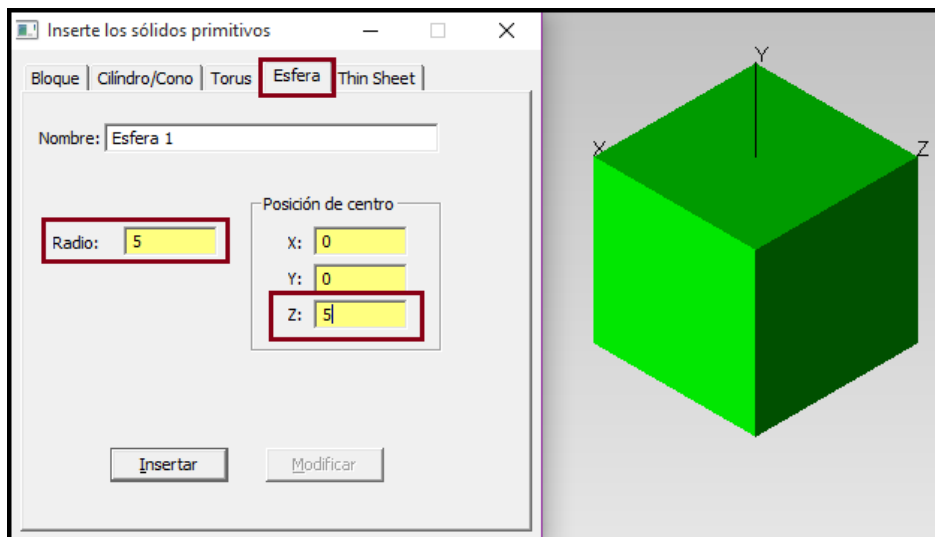 Inserte los sólidos primitivos
Bloque Cilíndro/Cono Torus Esfera Thin Sheet
Nombre: Esfera 1
Posición de centro
Radio: 5
X: 0
Y: 0
Z: 5
Insertar Modificar
Y
X
Z